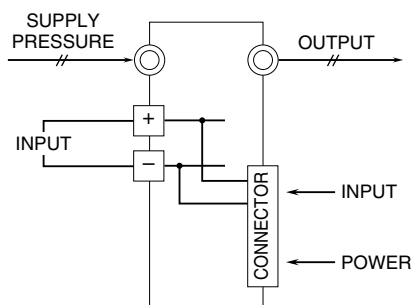 SUPPLY
PRESSURE
OUTPUT
+
INPUT
−
CONNECTOR
INPUT
POWER